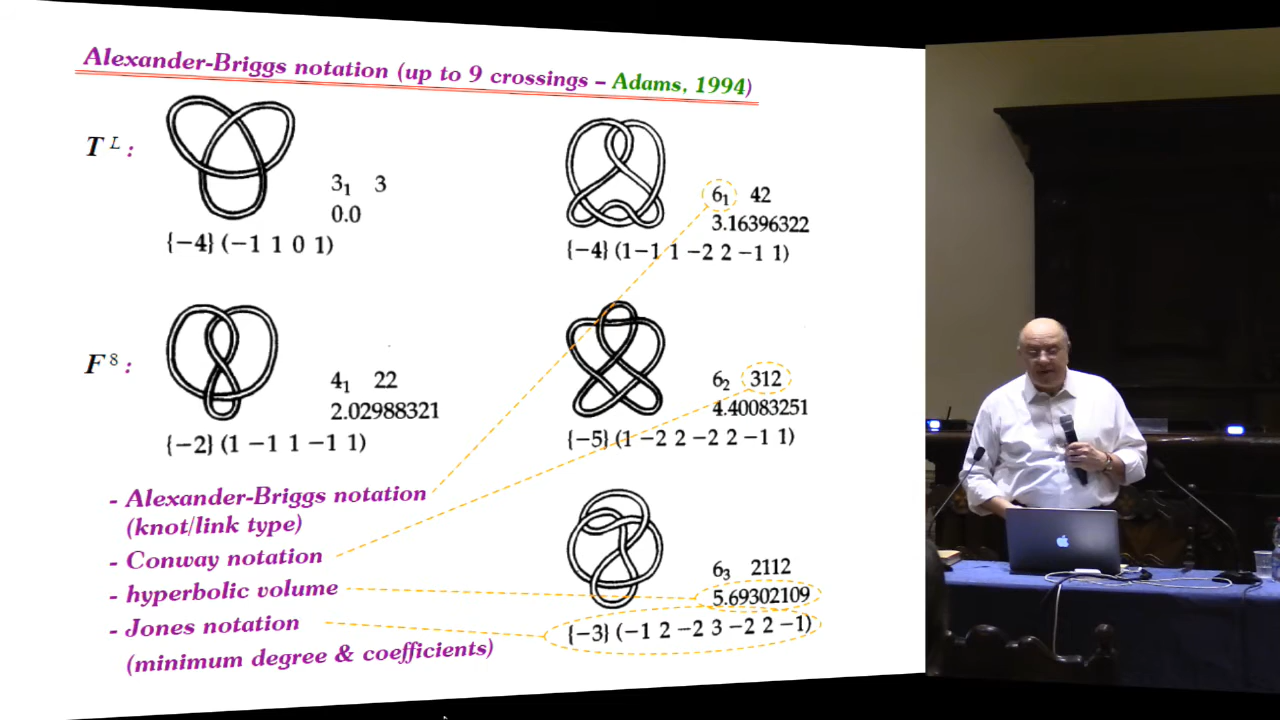 Alexander-Briggs notation (up to 9 crossings – Adams, 1994)
T L :
3₁ 3
0.0
{−4} (−1 1 0 1)
6₁ 42
3.16396322
{−4} (1−1 1 −2 2 −1 1)
F 8 :
4₁ 22
2.02988321
{−2} (1 −1 1 −1 1)
6₂ 312
4.40083251
{−5} (1 −2 2 −2 2 −1 1)
- Alexander-Briggs notation
(knot/link type)
- Conway notation
- hyperbolic volume
- Jones notation
(minimum degree & coefficients)
6₃ 2112
5.69302109
{−3} (−1 2 −2 3 −2 2 −1)